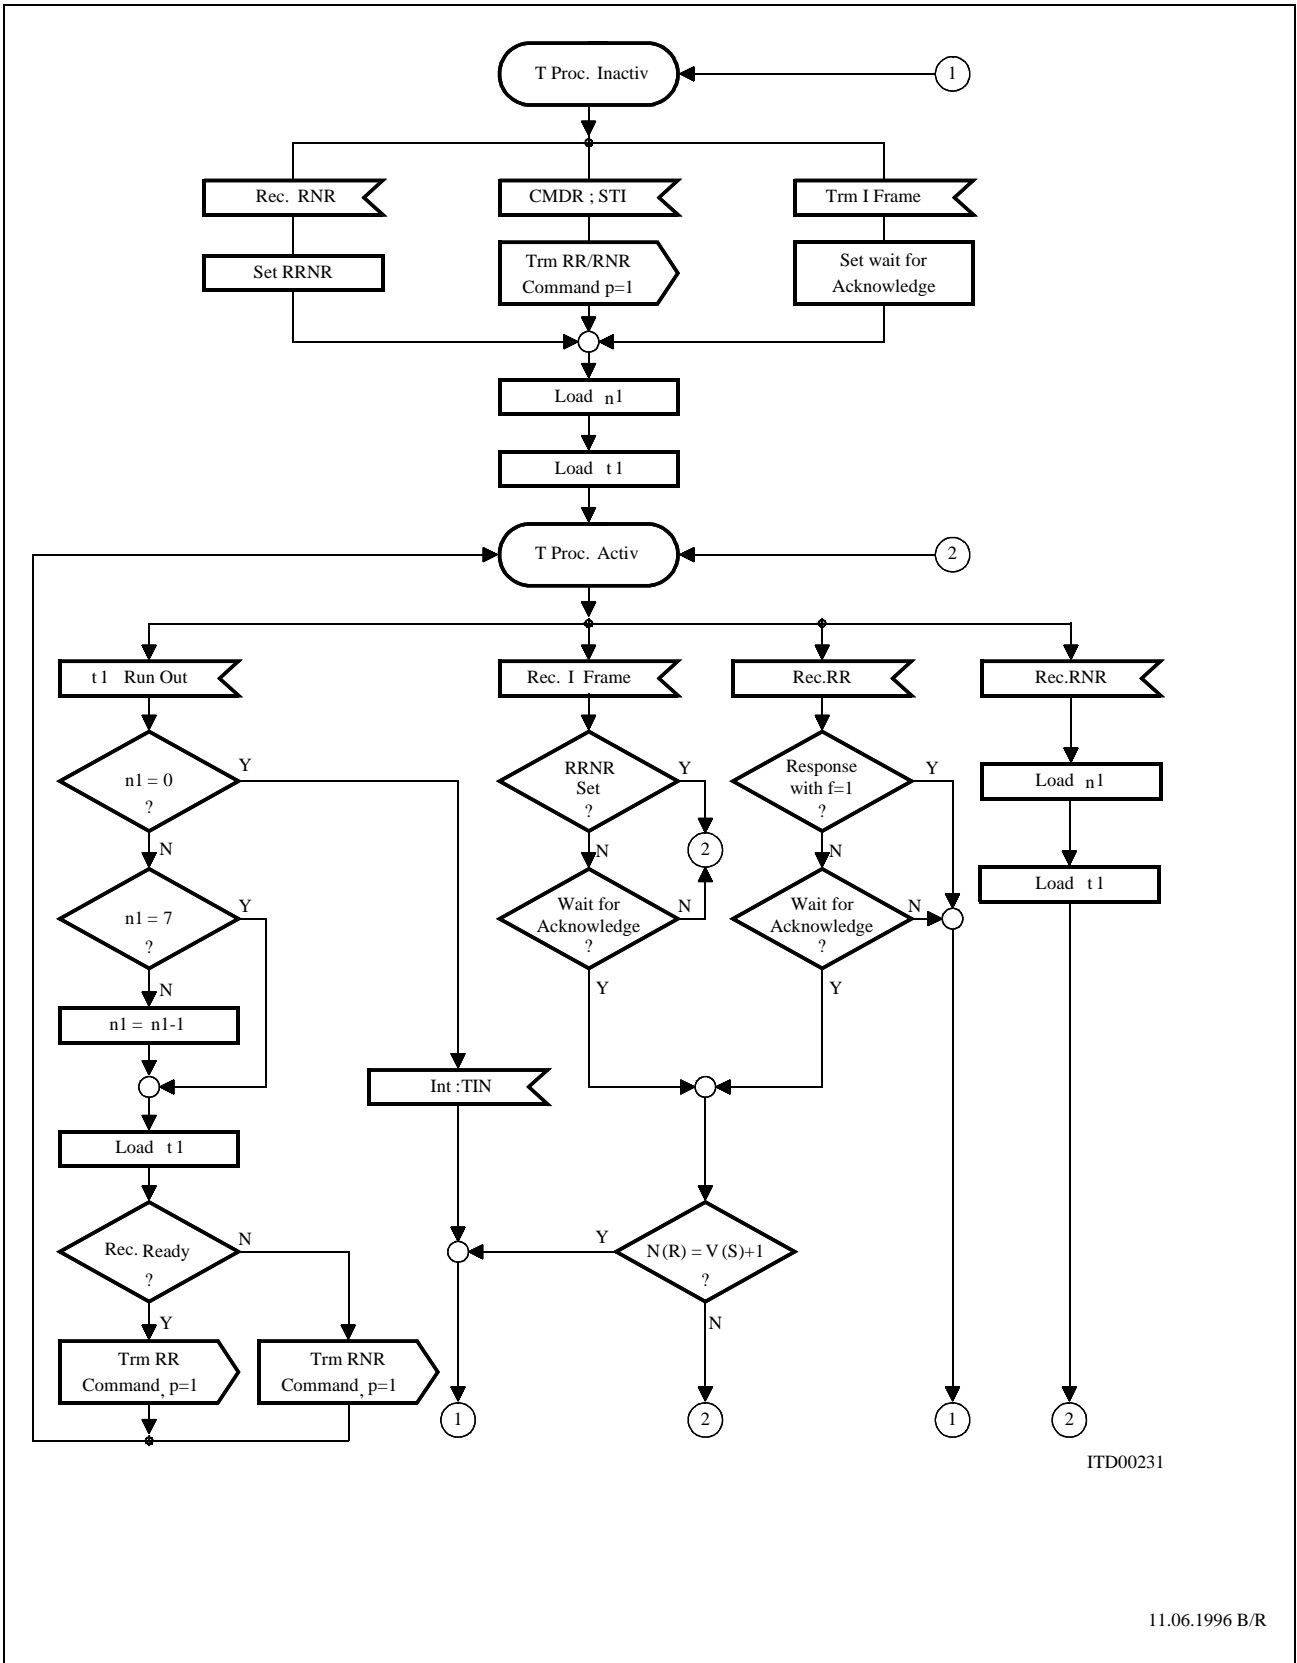 T Proc. Inactiv
1
Rec. RNR
CMDR ; STI
Trm I Frame
Set RRNR
Trm RR/RNR
Command p=1
Set wait for
Acknowledge
Load n1
Load t1
T Proc. Activ
2
t1 Run Out
Rec. I Frame
Rec.RR
Rec.RNR
n1 = 0
?
Y
N
RRNR
Set
?
Y
N
2
Response
with f=1
?
Y
N
Load n1
n1 = 7
?
Y
N
Wait for
Acknowledge
?
N
Y
Wait for
Acknowledge
?
N
Y
Load t1
n1 = n1-1
Int :TIN
Load t1
Rec. Ready
?
N
Y
N(R) = V(S)+1
?
Y
N
Trm RR
Command, p=1
Trm RNR
Command, p=1
1
2
1
2
ITD00231
11.06.1996 B/R